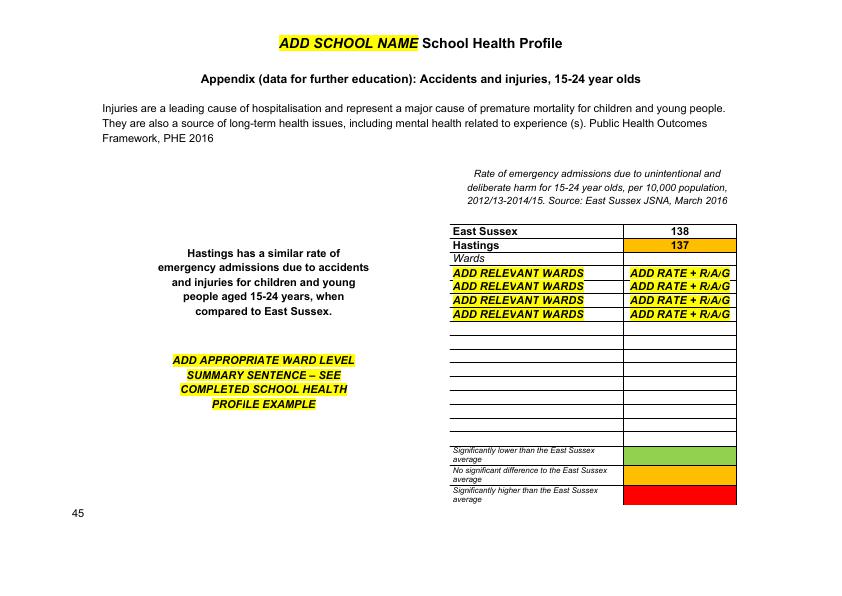 ADD SCHOOL NAME School Health Profile
Appendix (data for further education): Accidents and injuries, 15-24 year olds
Injuries are a leading cause of hospitalisation and represent a major cause of premature mortality for children and young people.
They are also a source of long-term health issues, including mental health related to experience (s). Public Health Outcomes
Framework, PHE 2016
Rate of emergency admissions due to unintentional and
deliberate harm for 15-24 year olds, per 10,000 population,
2012/13-2014/15. Source: East Sussex JSNA, March 2016
Hastings has a similar rate of
emergency admissions due to accidents
and injuries for children and young
people aged 15-24 years, when
compared to East Sussex.
ADD APPROPRIATE WARD LEVEL
SUMMARY SENTENCE – SEE
COMPLETED SCHOOL HEALTH
PROFILE EXAMPLE
East Sussex 138
Hastings 137
Wards
ADD RELEVANT WARDS ADD RATE + R/A/G
ADD RELEVANT WARDS ADD RATE + R/A/G
ADD RELEVANT WARDS ADD RATE + R/A/G
ADD RELEVANT WARDS ADD RATE + R/A/G
Significantly lower than the East Sussex
average
No significant difference to the East Sussex
average
Significantly higher than the East Sussex
average
45